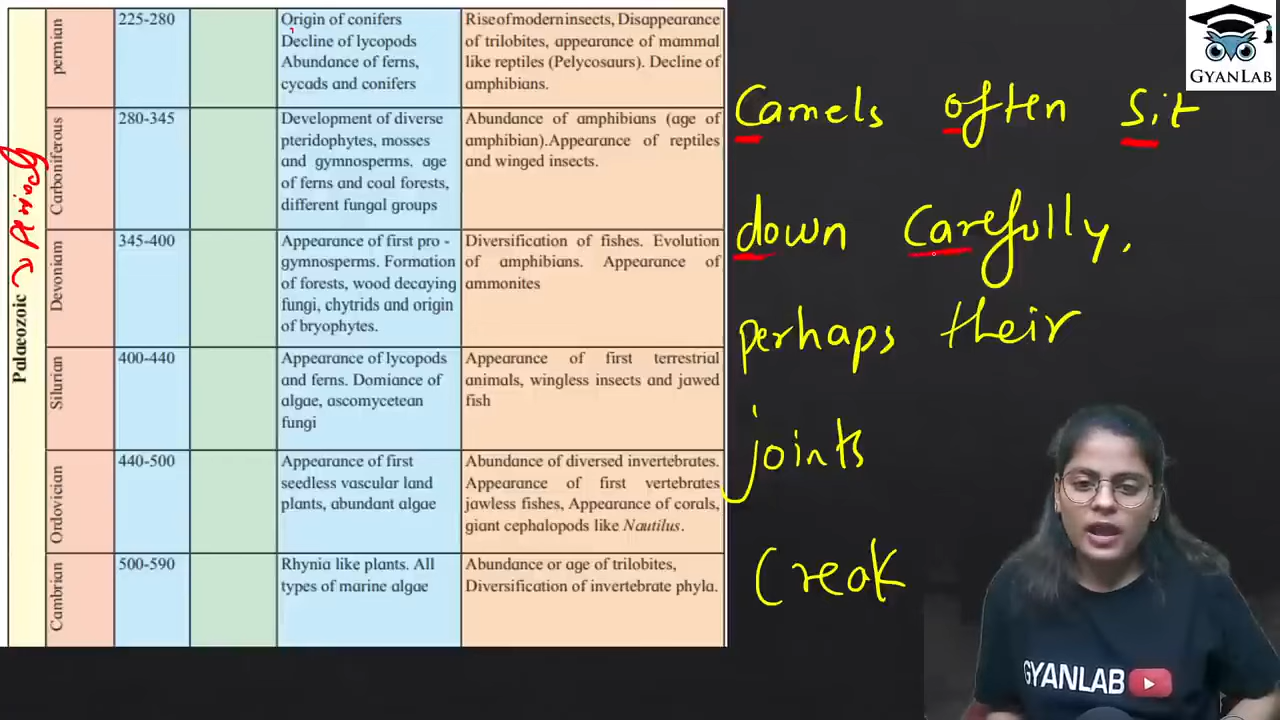 Palaeozoic → Periods
permian
225-280
Origin of conifers
Decline of lycopods
Abundance of ferns,
cycads and conifers
Rise of modern insects, Disappearance
of trilobites, appearance of mammal
like reptiles (Pelycosaurs). Decline of
amphibians.
Carboniferous
280-345
Development of diverse
pteridophytes, mosses
and gymnosperms. age
of ferns and coal forests,
different fungal groups
Abundance of amphibians (age of
amphibian).Appearance of reptiles
and winged insects.
Devonian
345-400
Appearance of first pro -
gymnosperms. Formation
of forests, wood decaying
fungi, chytrids and origin
of bryophytes.
Diversification of fishes. Evolution
of amphibians. Appearance of
ammonites
Silurian
400-440
Appearance of lycopods
and ferns. Domiance of
algae, ascomycetean
fungi
Appearance of first terrestrial
animals, wingless insects and jawed
fish
Ordovician
440-500
Appearance of first
seedless vascular land
plants, abundant algae
Abundance of diversed invertebrates.
Appearance of first vertebrates
jawless fishes, Appearance of corals,
giant cephalopods like Nautilus.
Cambrian
500-590
Rhynia like plants. All
types of marine algae
Abundance or age of trilobites,
Diversification of invertebrate phyla.
Camels often sit
down carefully,
perhaps their
joints
Creak
GYANLAB
GYANLAB